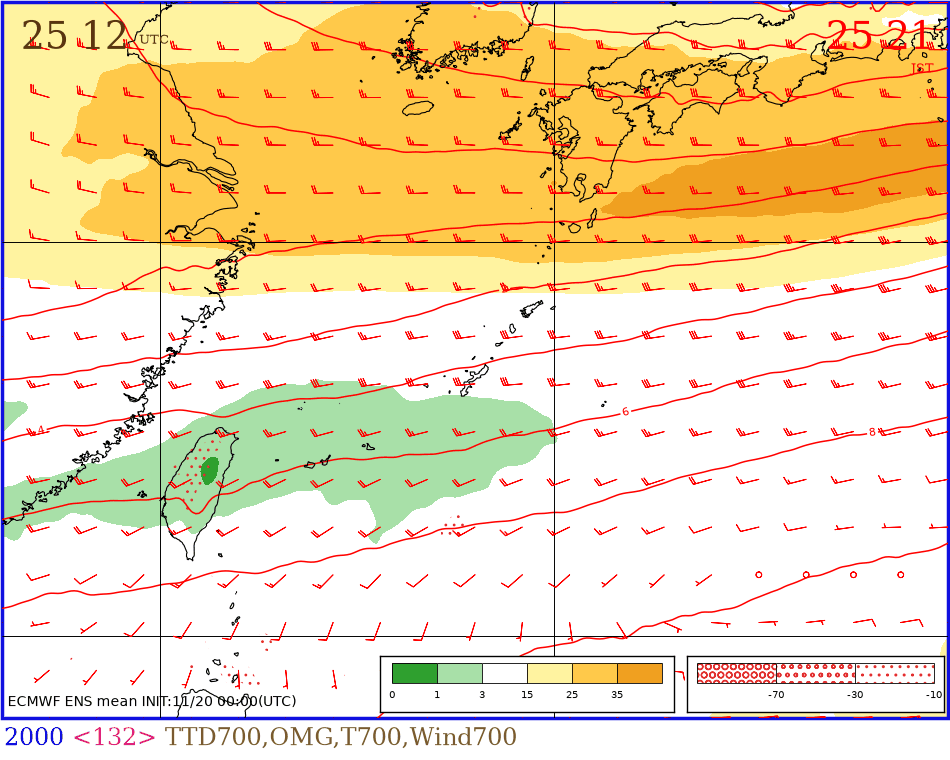 25 12 UTC
25 21
JST
4
6
8
0 1 3 15 25 35
-70 -30 -10
ECMWF ENS mean INIT:11/20 00:00(UTC)
2000 <132> TTD700,OMG,T700,Wind700